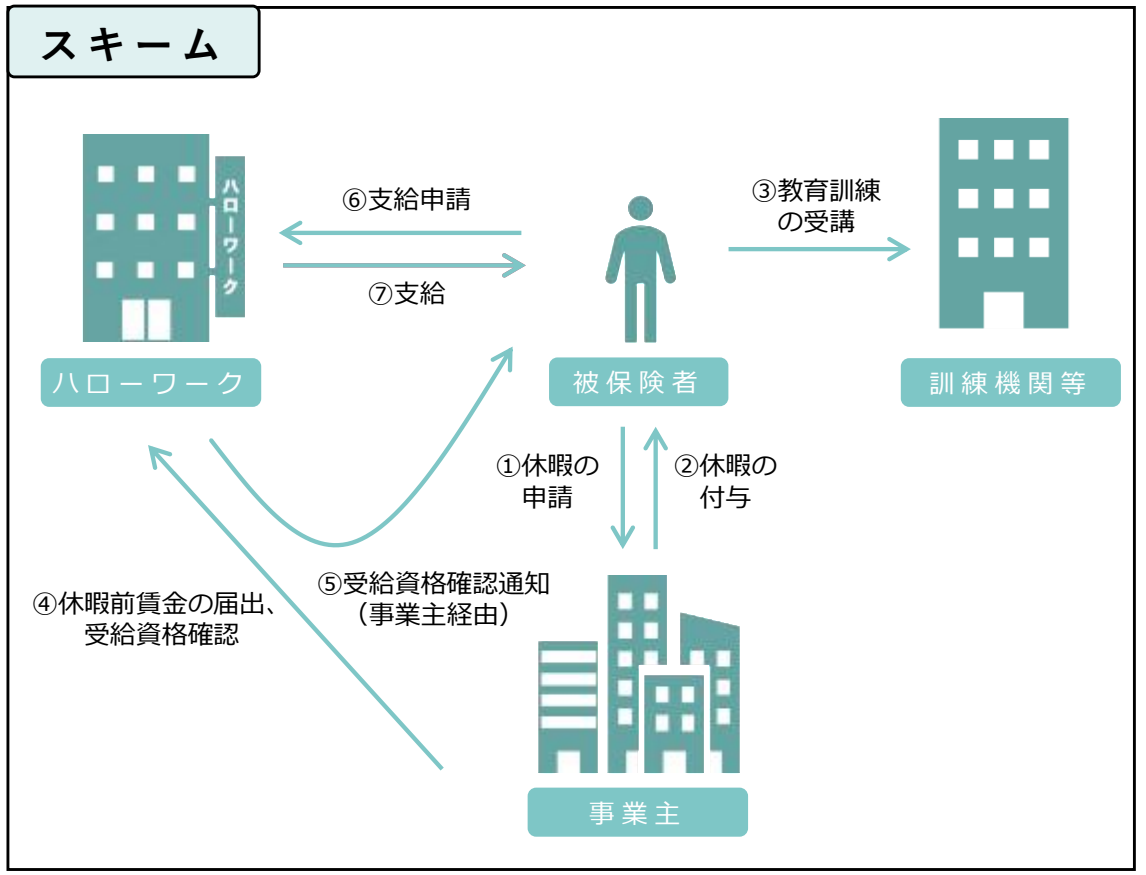 スキーム
ハローワーク
⑥支給申請
⑦支給
③教育訓練
の受講
ハローワーク
被保険者
訓練機関等
①休暇の
申請
②休暇の
付与
④休暇前賃金の届出、
受給資格確認
⑤受給資格確認通知
（事業主経由）
事業主